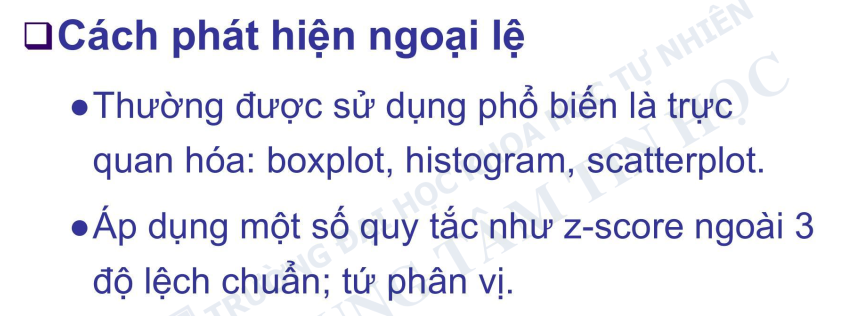 ❑Cách phát hiện ngoại lệ
●Thường được sử dụng phổ biến là trực
quan hóa: boxplot, histogram, scatterplot.
●Áp dụng một số quy tắc như z-score ngoài 3
độ lệch chuẩn; tứ phân vị.
TRƯỜNG ĐẠI HỌC KHOA HỌC TỰ NHIÊN
TRUNG TÂM TIN HỌC